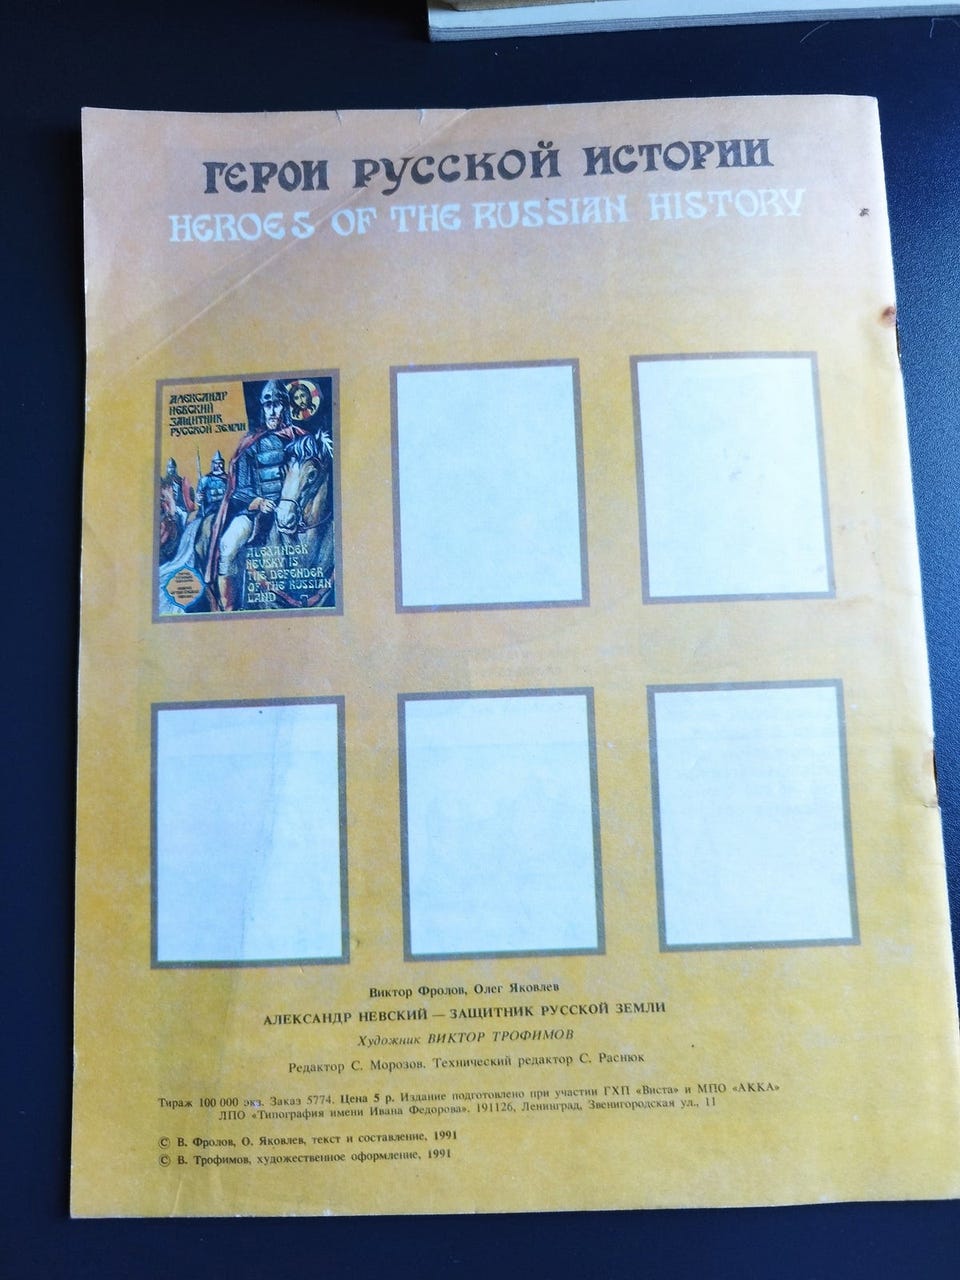 ГЕРОИ РУССКОЙ ИСТОРИИ
HEROES OF THE RUSSIAN HISTORY
АЛЕКСАНДР
НЕВСКИЙ
ЗАЩИТНИК
РУССКОЙ ЗЕМЛИ
ALEXANDER
NEVSKY IS
THE DEFENDER
OF THE RUSSIAN
LAND
Виктор Фролов, Олег Яковлев
АЛЕКСАНДР НЕВСКИЙ — ЗАЩИТНИК РУССКОЙ ЗЕМЛИ
Художник ВИКТОР ТРОФИМОВ
Редактор С. Морозов. Технический редактор С. Раснюк
Тираж 100 000 экз. Заказ 5774. Цена 5 р. Издание подготовлено при участии ГХП «Виста» и МПО «АККА»
ЛПО «Типография имени Ивана Федорова». 191126, Ленинград, Звенигородская ул., 11
© В. Фролов, О. Яковлев, текст и составление, 1991
© В. Трофимов, художественное оформление, 1991